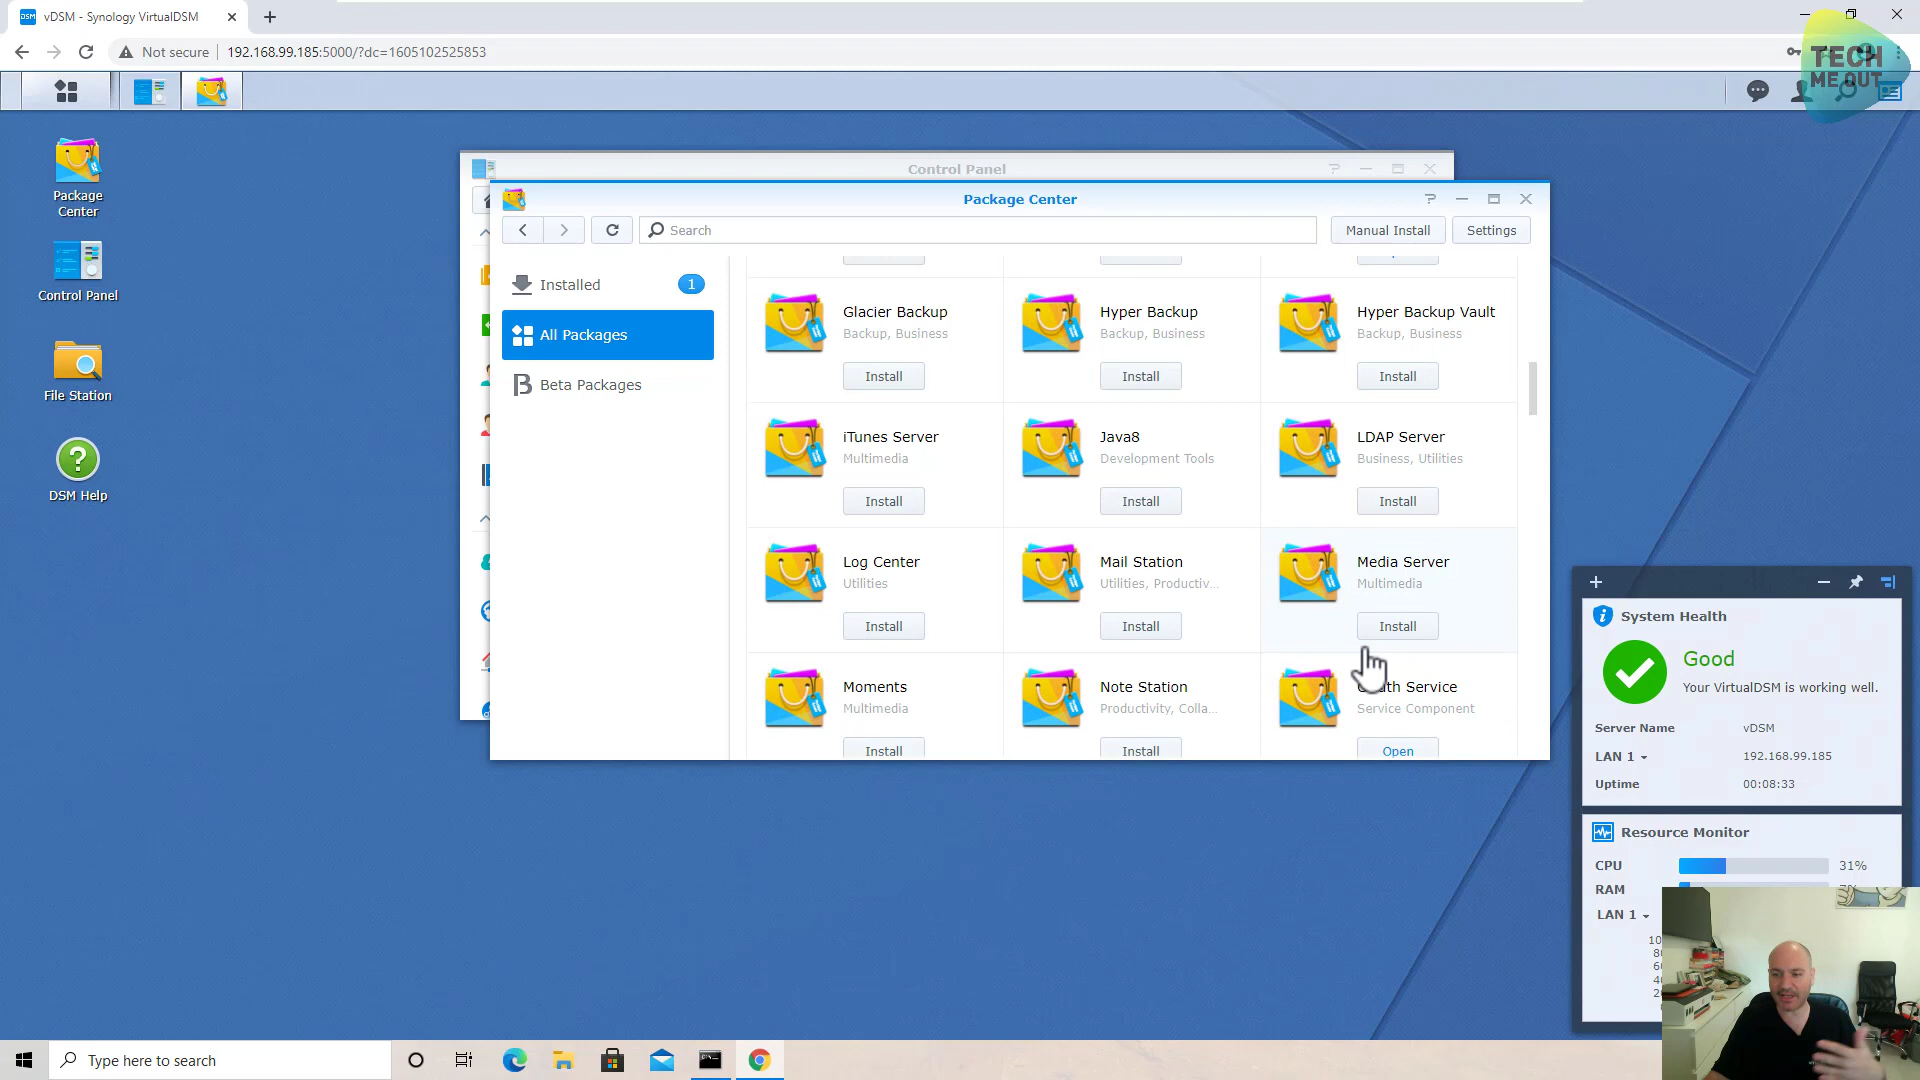 vDSM - Synology VirtualDSM
Not secure
192.168.99.185:5000/?dc=1605102525853
TECH
ME OUT
Package
Center
Control Panel
File Station
DSM Help
Control Panel
Package Center
Search
Manual Install
Settings
Installed
1
All Packages
Beta Packages
Glacier Backup
Backup, Business
Install
Hyper Backup
Backup, Business
Install
Hyper Backup Vault
Backup, Business
Install
iTunes Server
Multimedia
Install
Java8
Development Tools
Install
LDAP Server
Business, Utilities
Install
Log Center
Utilities
Install
Mail Station
Utilities, Productiv...
Install
Media Server
Multimedia
Install
Moments
Multimedia
Install
Note Station
Productivity, Colla...
Install
Service
Service Component
Open
System Health
Good
Your VirtualDSM is working well.
Server Name
vDSM
LAN 1
192.168.99.185
Uptime
00:08:33
Resource Monitor
CPU
31%
RAM
LAN 1
Type here to search